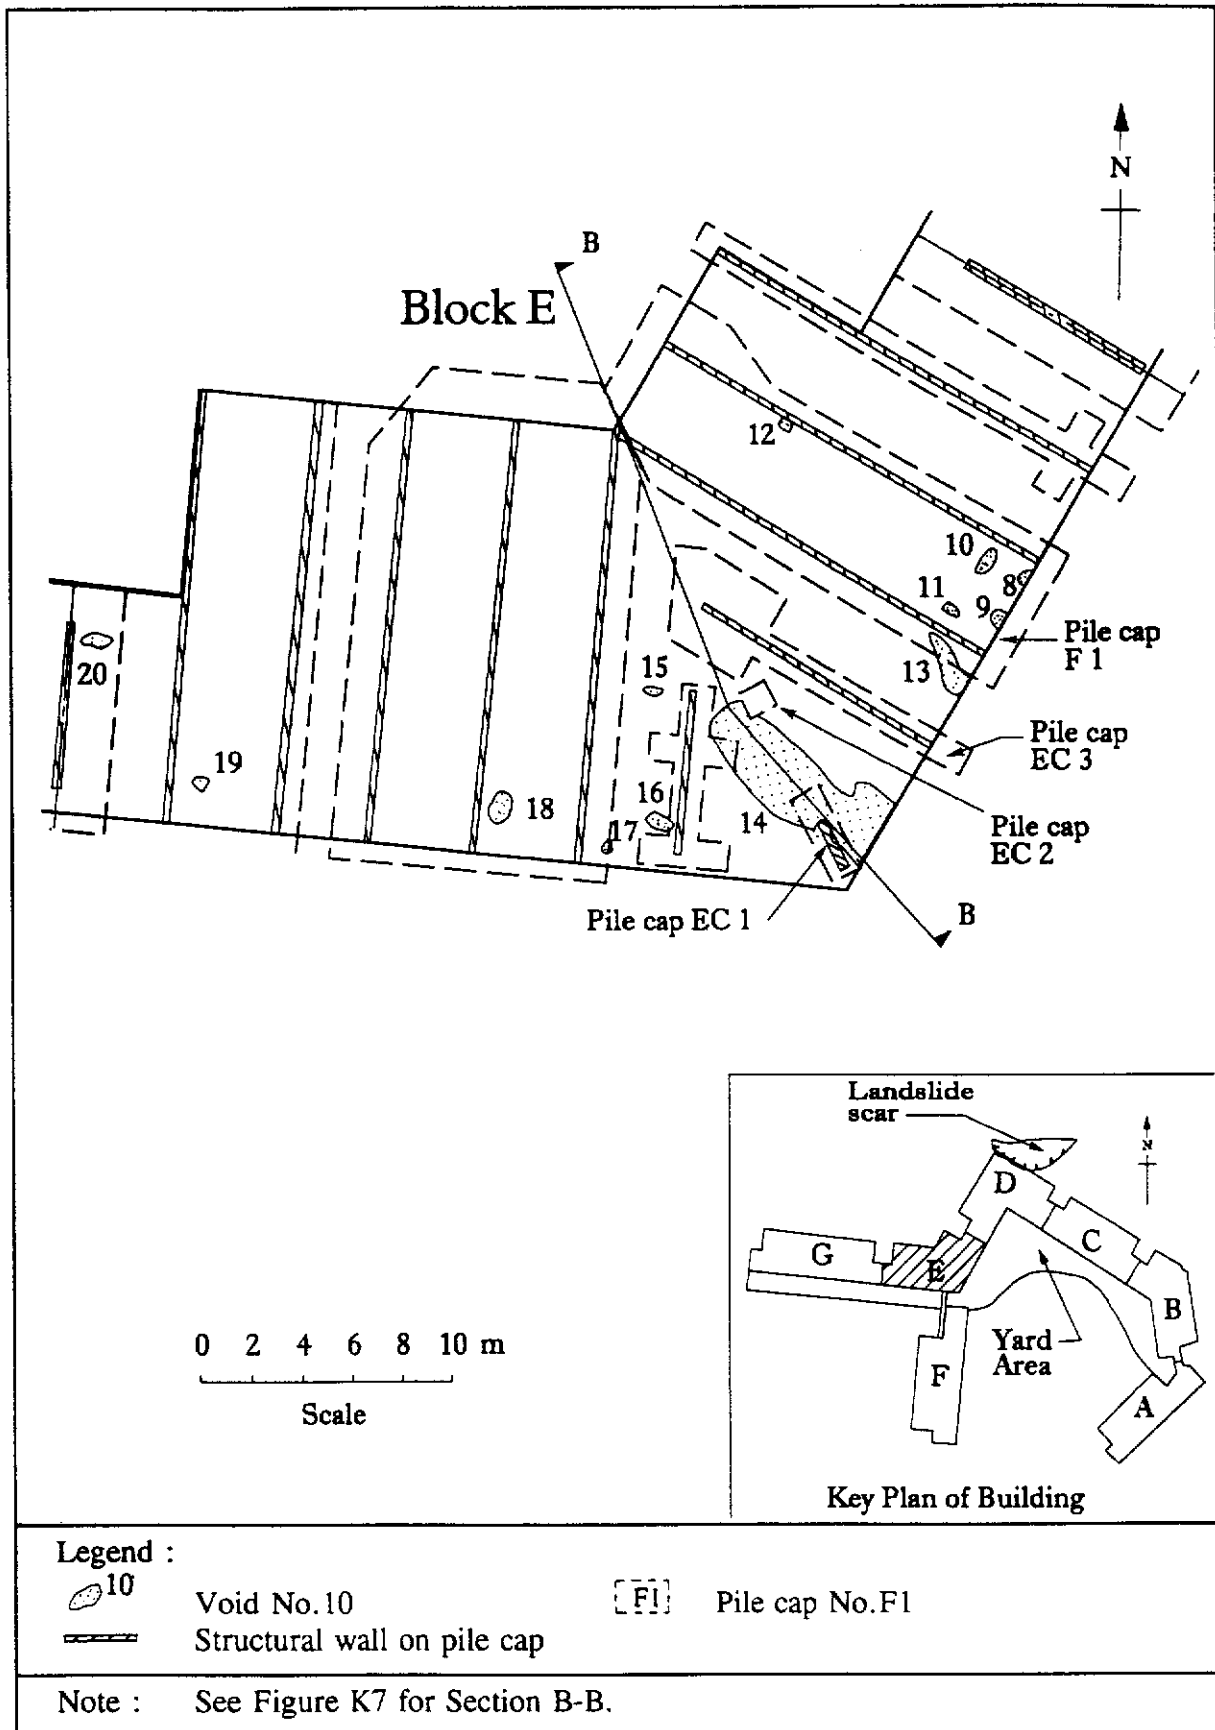 N
B
Block E
12
10
8
11
9
Pile cap
F 1
13
20
15
Pile cap
EC 3
19
18
16
17
14
Pile cap
EC 2
Pile cap EC 1
B
Landslide
scar
N
D
C
G
E
B
Yard
Area
F
A
Key Plan of Building
0 2 4 6 8 10 m
Scale
Legend :
10 Void No.10
F1 Pile cap No.F1
Structural wall on pile cap
Note : See Figure K7 for Section B-B.